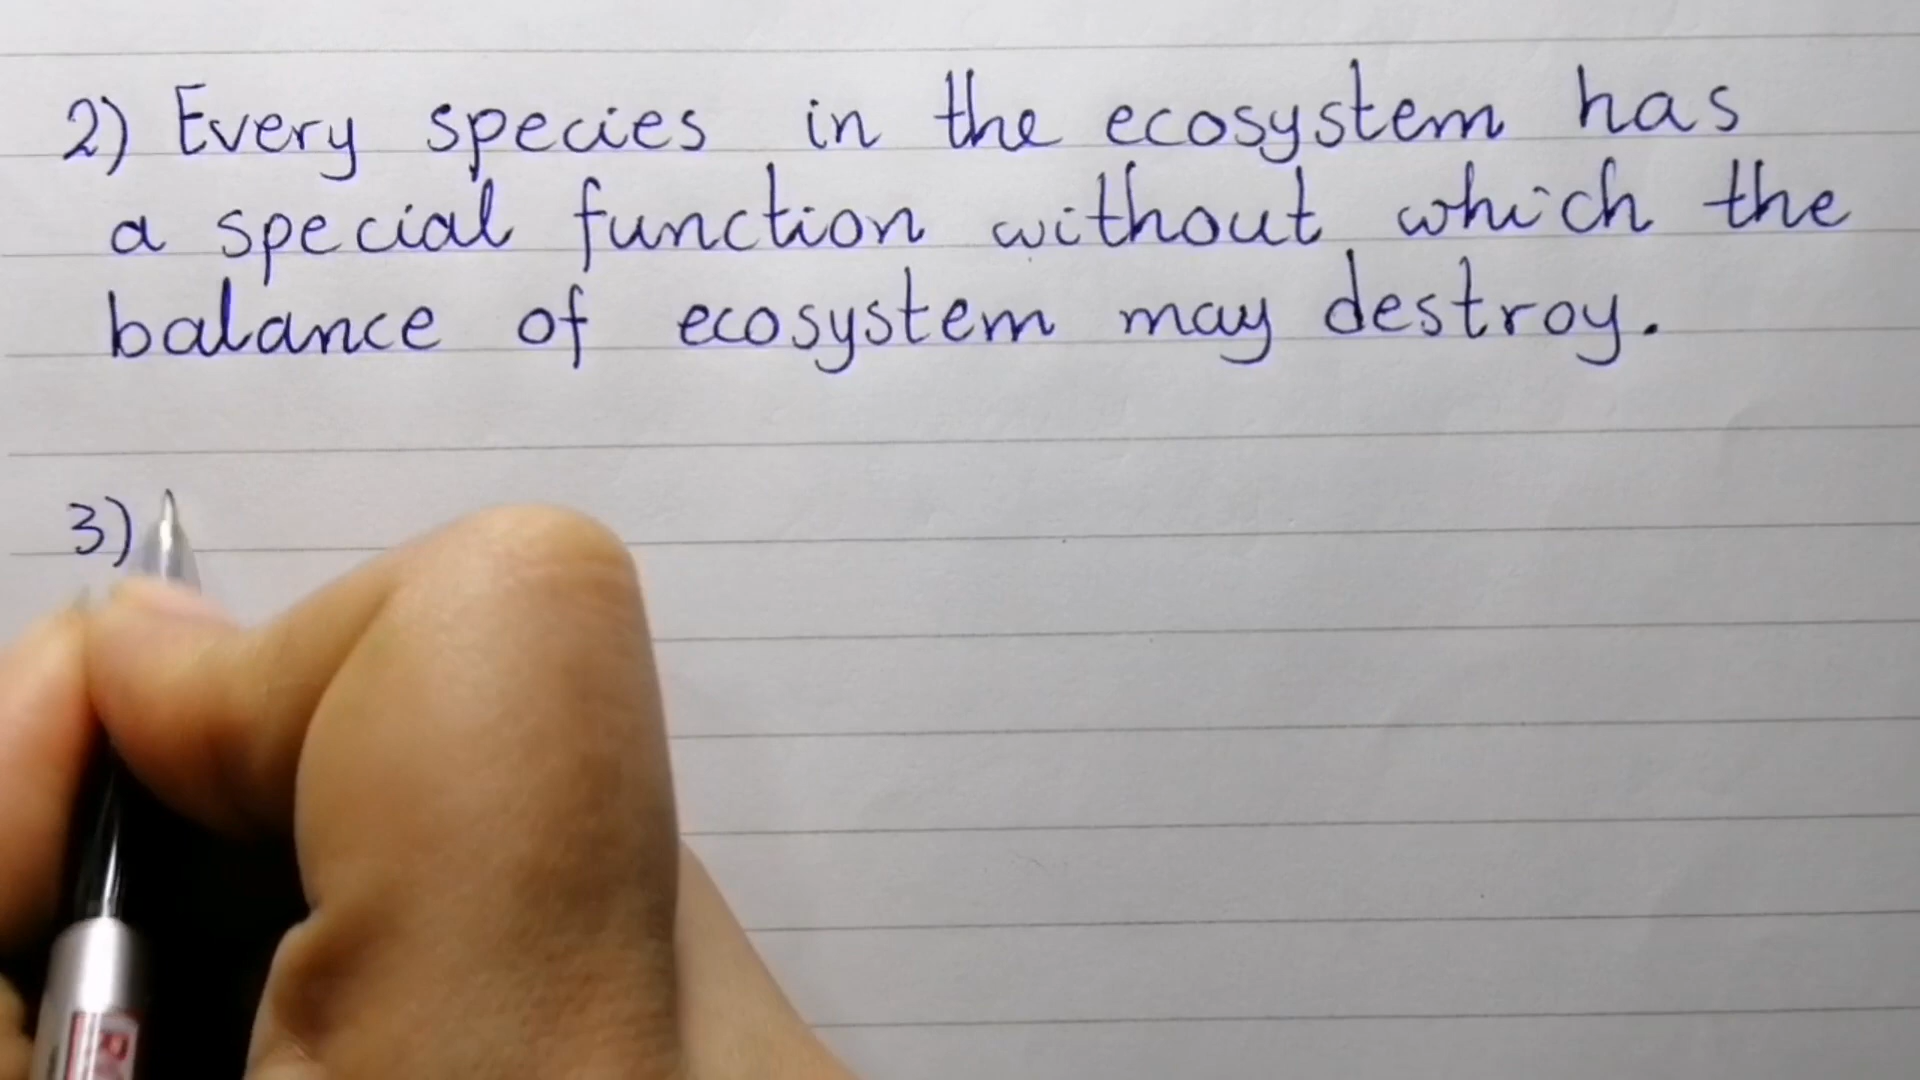 2) Every species in the ecosystem has
a special function without which the
balance of ecosystem may destroy.
3)